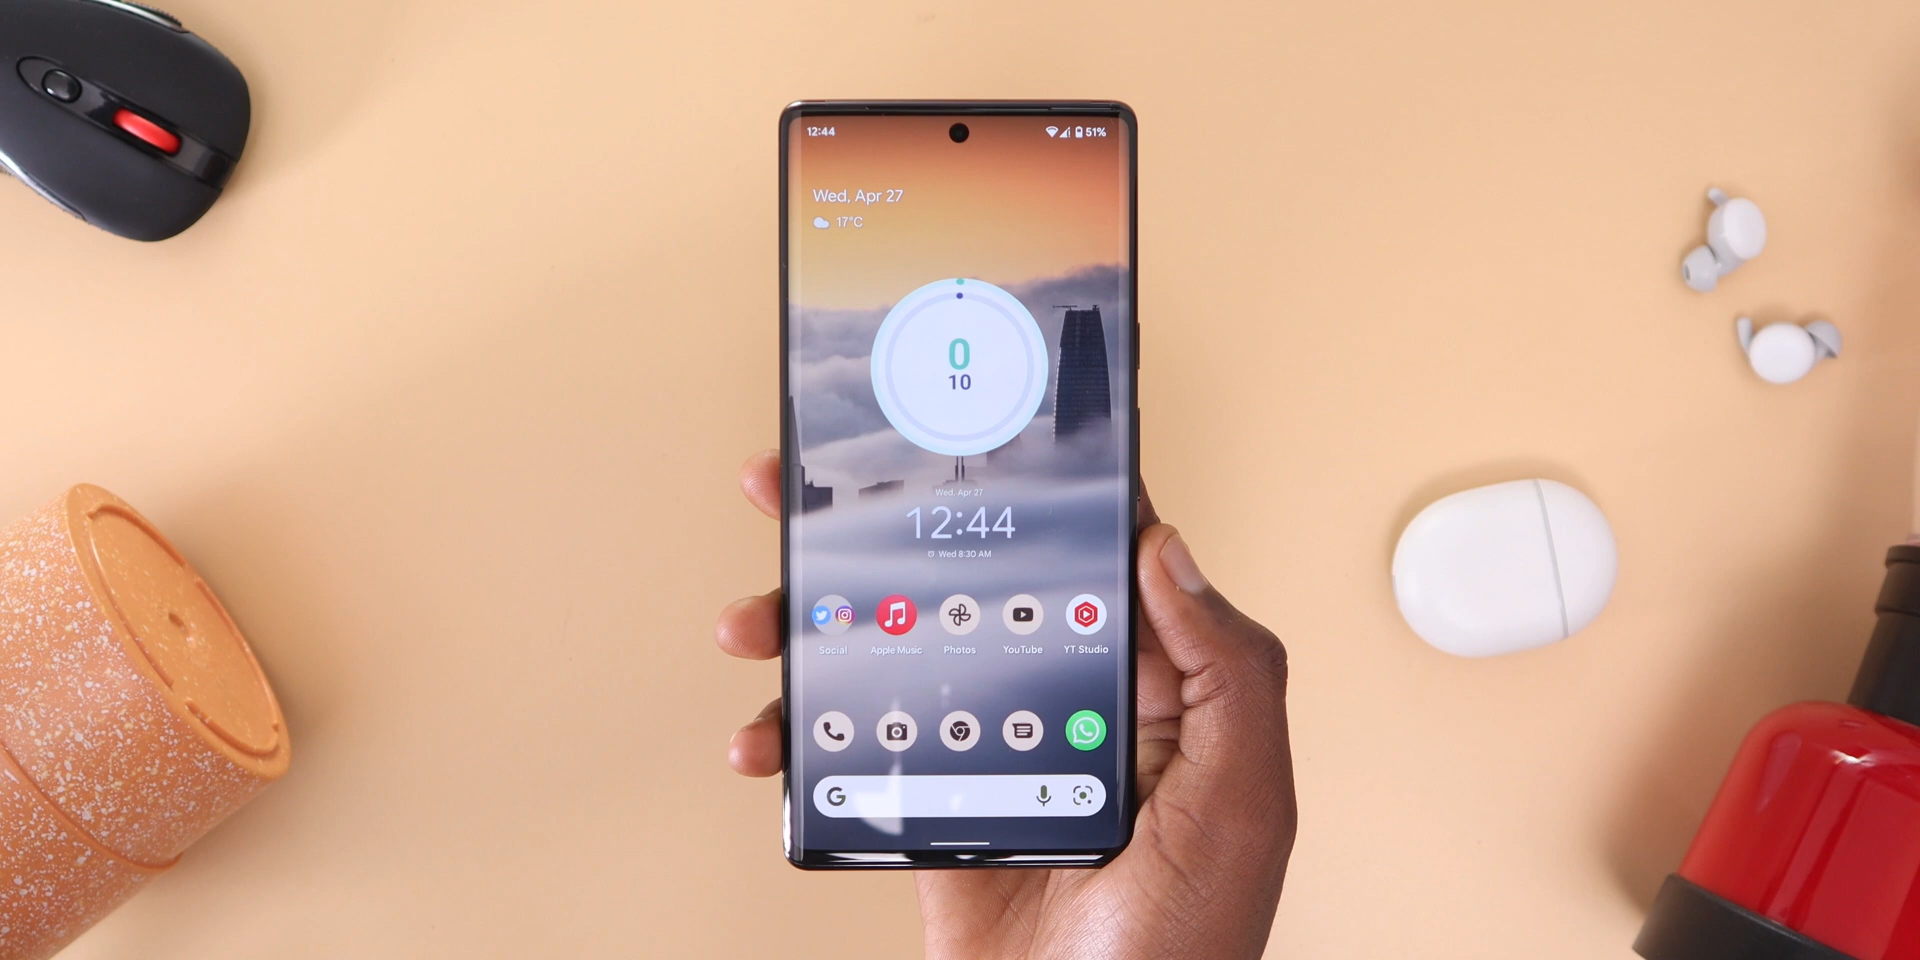 12:44
51%
Wed, Apr 27
17°C
0
10
Wed, Apr 27
12:44
Wed 8:30 AM
Social
Apple Music
Photos
YouTube
YT Studio
G